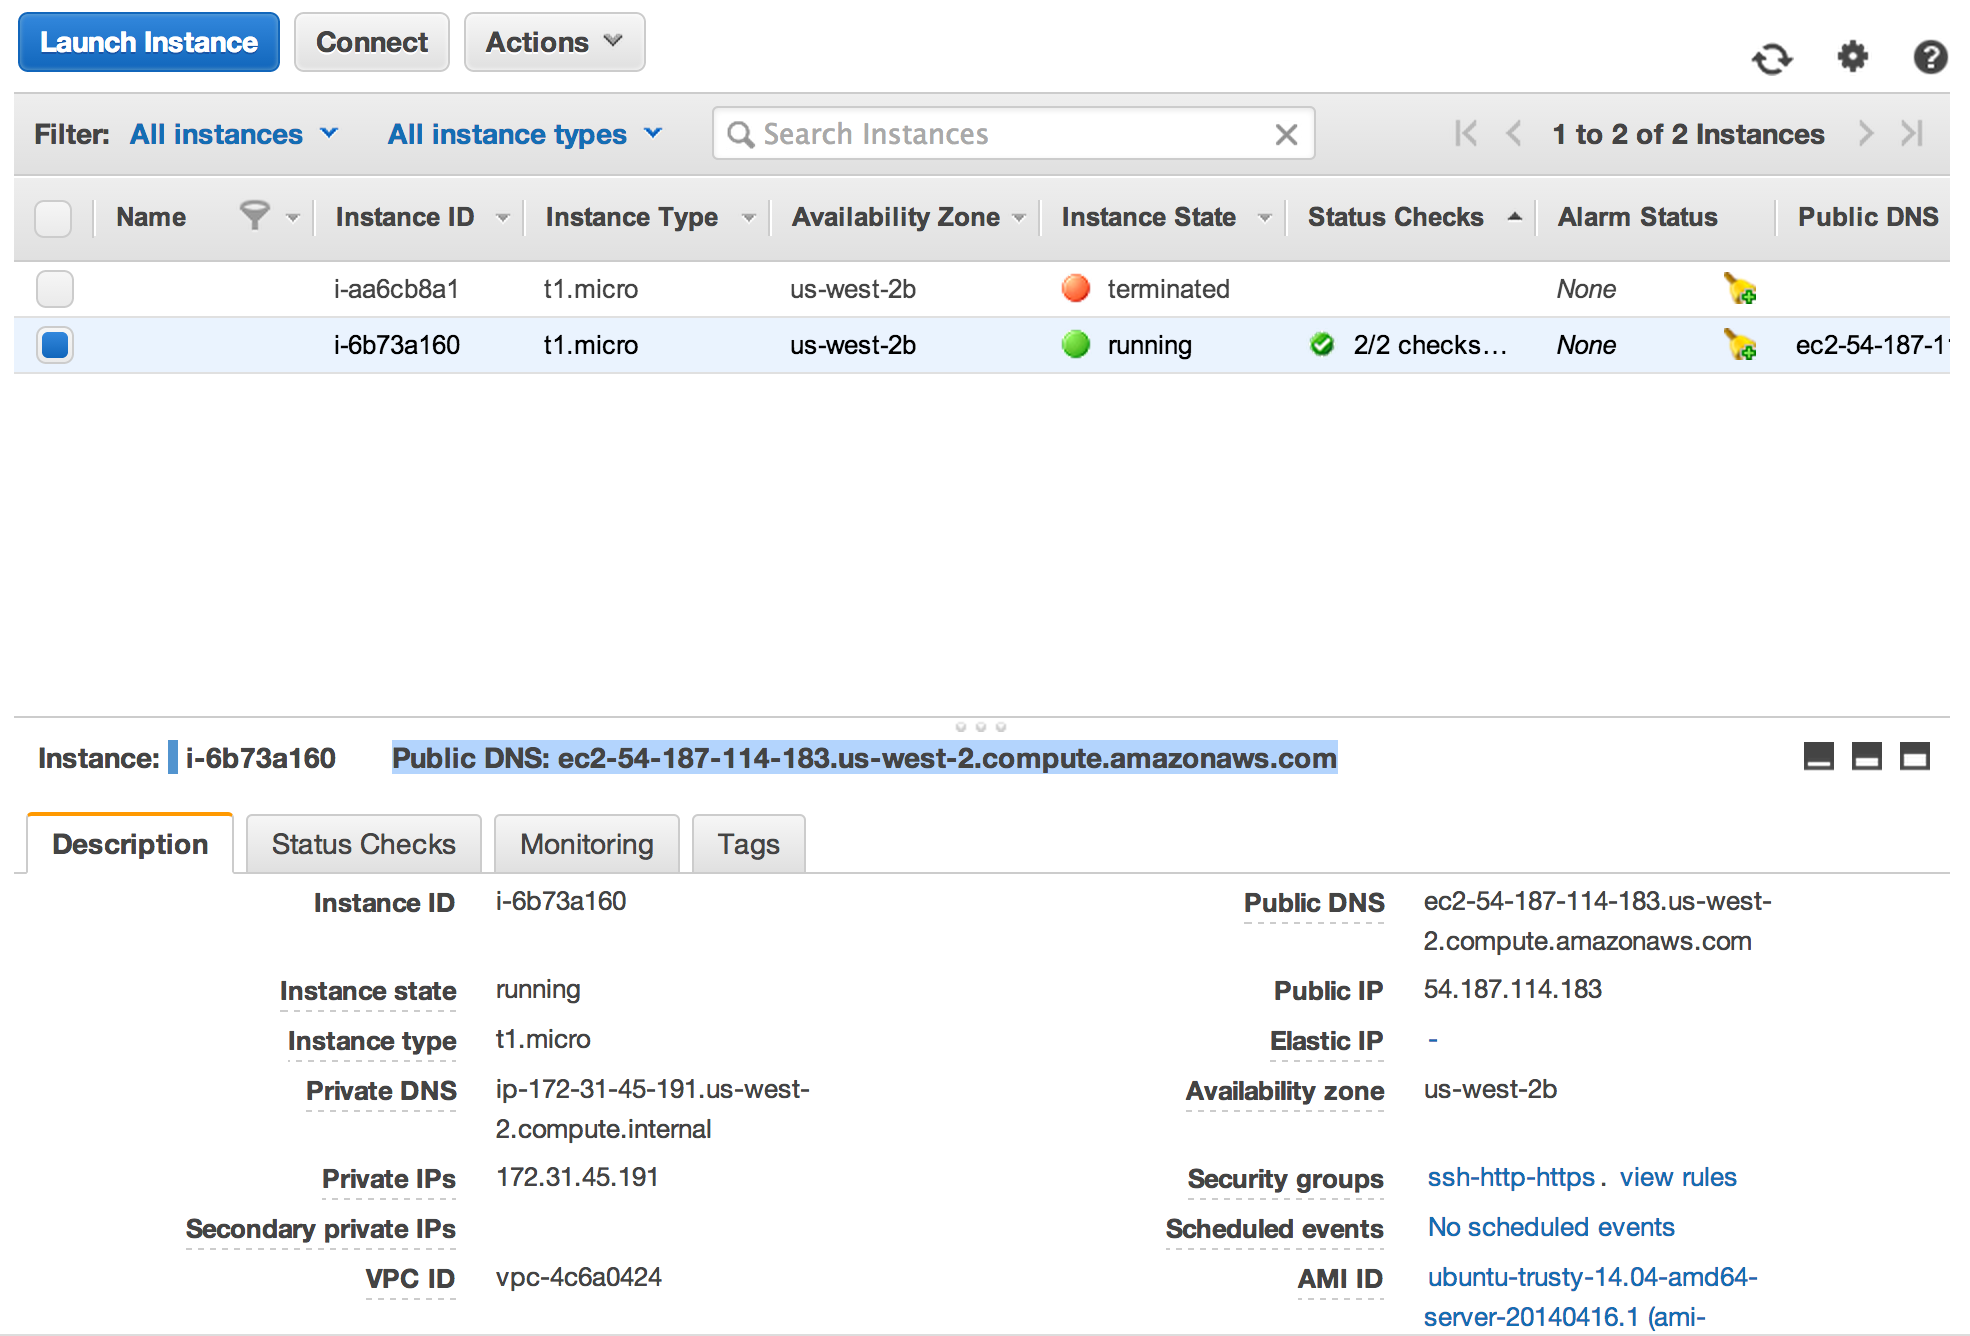 Launch Instance Connect Actions
Filter: All instances All instance types Search Instances 1 to 2 of 2 Instances
Name Instance ID Instance Type Availability Zone Instance State Status Checks Alarm Status Public DNS
i-aa6cb8a1 t1.micro us-west-2b terminated None
i-6b73a160 t1.micro us-west-2b running 2/2 checks... None ec2-54-187-1
Instance: i-6b73a160 Public DNS: ec2-54-187-114-183.us-west-2.compute.amazonaws.com
Description Status Checks Monitoring Tags
Instance ID i-6b73a160 Public DNS ec2-54-187-114-183.us-west-
2.compute.amazonaws.com
Instance state running Public IP 54.187.114.183
Instance type t1.micro Elastic IP -
Private DNS ip-172-31-45-191.us-west- Availability zone us-west-2b
2.compute.internal
Private IPs 172.31.45.191 Security groups ssh-http-https . view rules
Secondary private IPs Scheduled events No scheduled events
VPC ID vpc-4c6a0424 AMI ID ubuntu-trusty-14.04-amd64-
server-20140416.1 (ami-